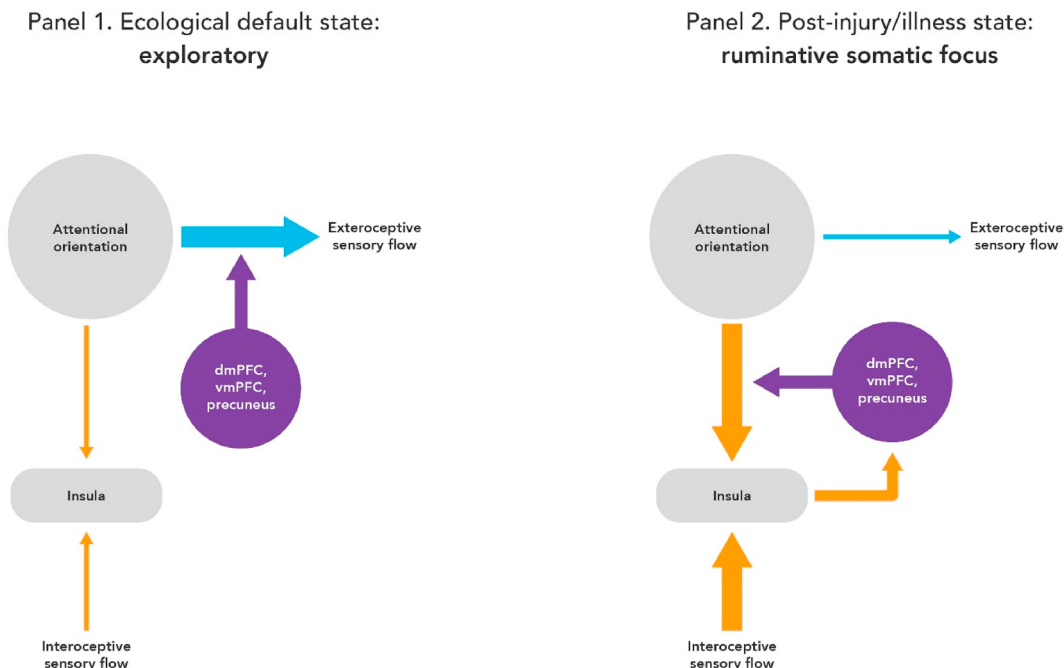 Panel 1. Ecological default state:
exploratory
Attentional
orientation
Exteroceptive
sensory flow
dmPFC,
vmPFC,
precuneus
Insula
Interoceptive
sensory flow
Panel 2. Post-injury/illness state:
ruminative somatic focus
Attentional
orientation
Exteroceptive
sensory flow
dmPFC,
vmPFC,
precuneus
Insula
Interoceptive
sensory flow